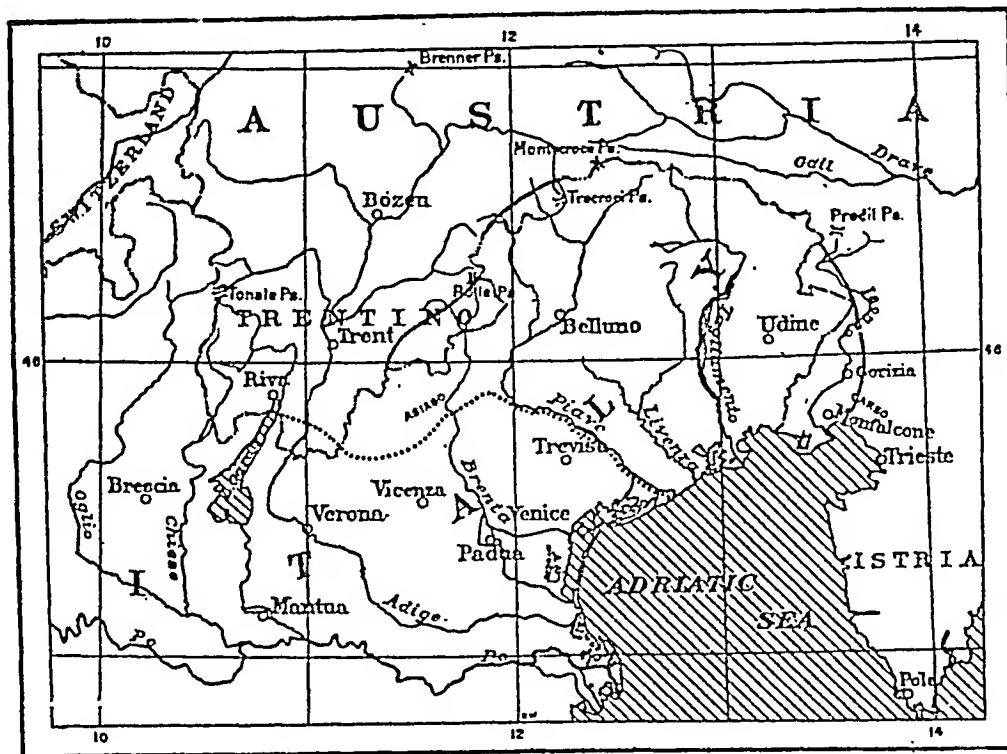 10 12 14
Brenner Ps.
AUSTRIA
SWITZERLAND
Montecroce Ps.
Gail
Drave
Bozen
Trecroci Ps.
Predil Ps.
Tonale Ps.
Rolle Ps.
TRENTINO
Trent
Belluno
Tagliamento
Udine
46 46
Riva
Gorizia
ASIAGO
CARSO
Monfalcone
Piave
Livenza
Treviso
Trieste
Brescia
Oglio
Chiese
Vicenza
Brenta
Verona
Venice
Padua
ISTRIA
ITALY
ADRIATIC
SEA
Mantua
Adige
Po
Po
Pola
10 12 14